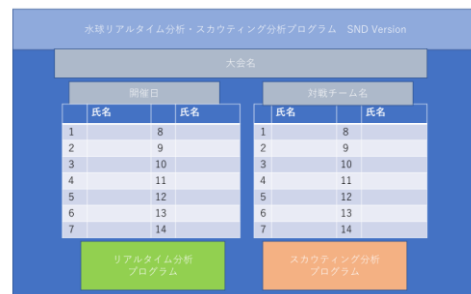 水球リアルタイム分析・スカウティング分析プログラム SND Version
大会名
開催日 対戦チーム名
氏名 氏名 氏名 氏名
1 8 1 8
2 9 2 9
3 10 3 10
4 11 4 11
5 12 5 12
6 13 6 13
7 14 7 14
リアルタイム分析 スカウティング分析
プログラム プログラム